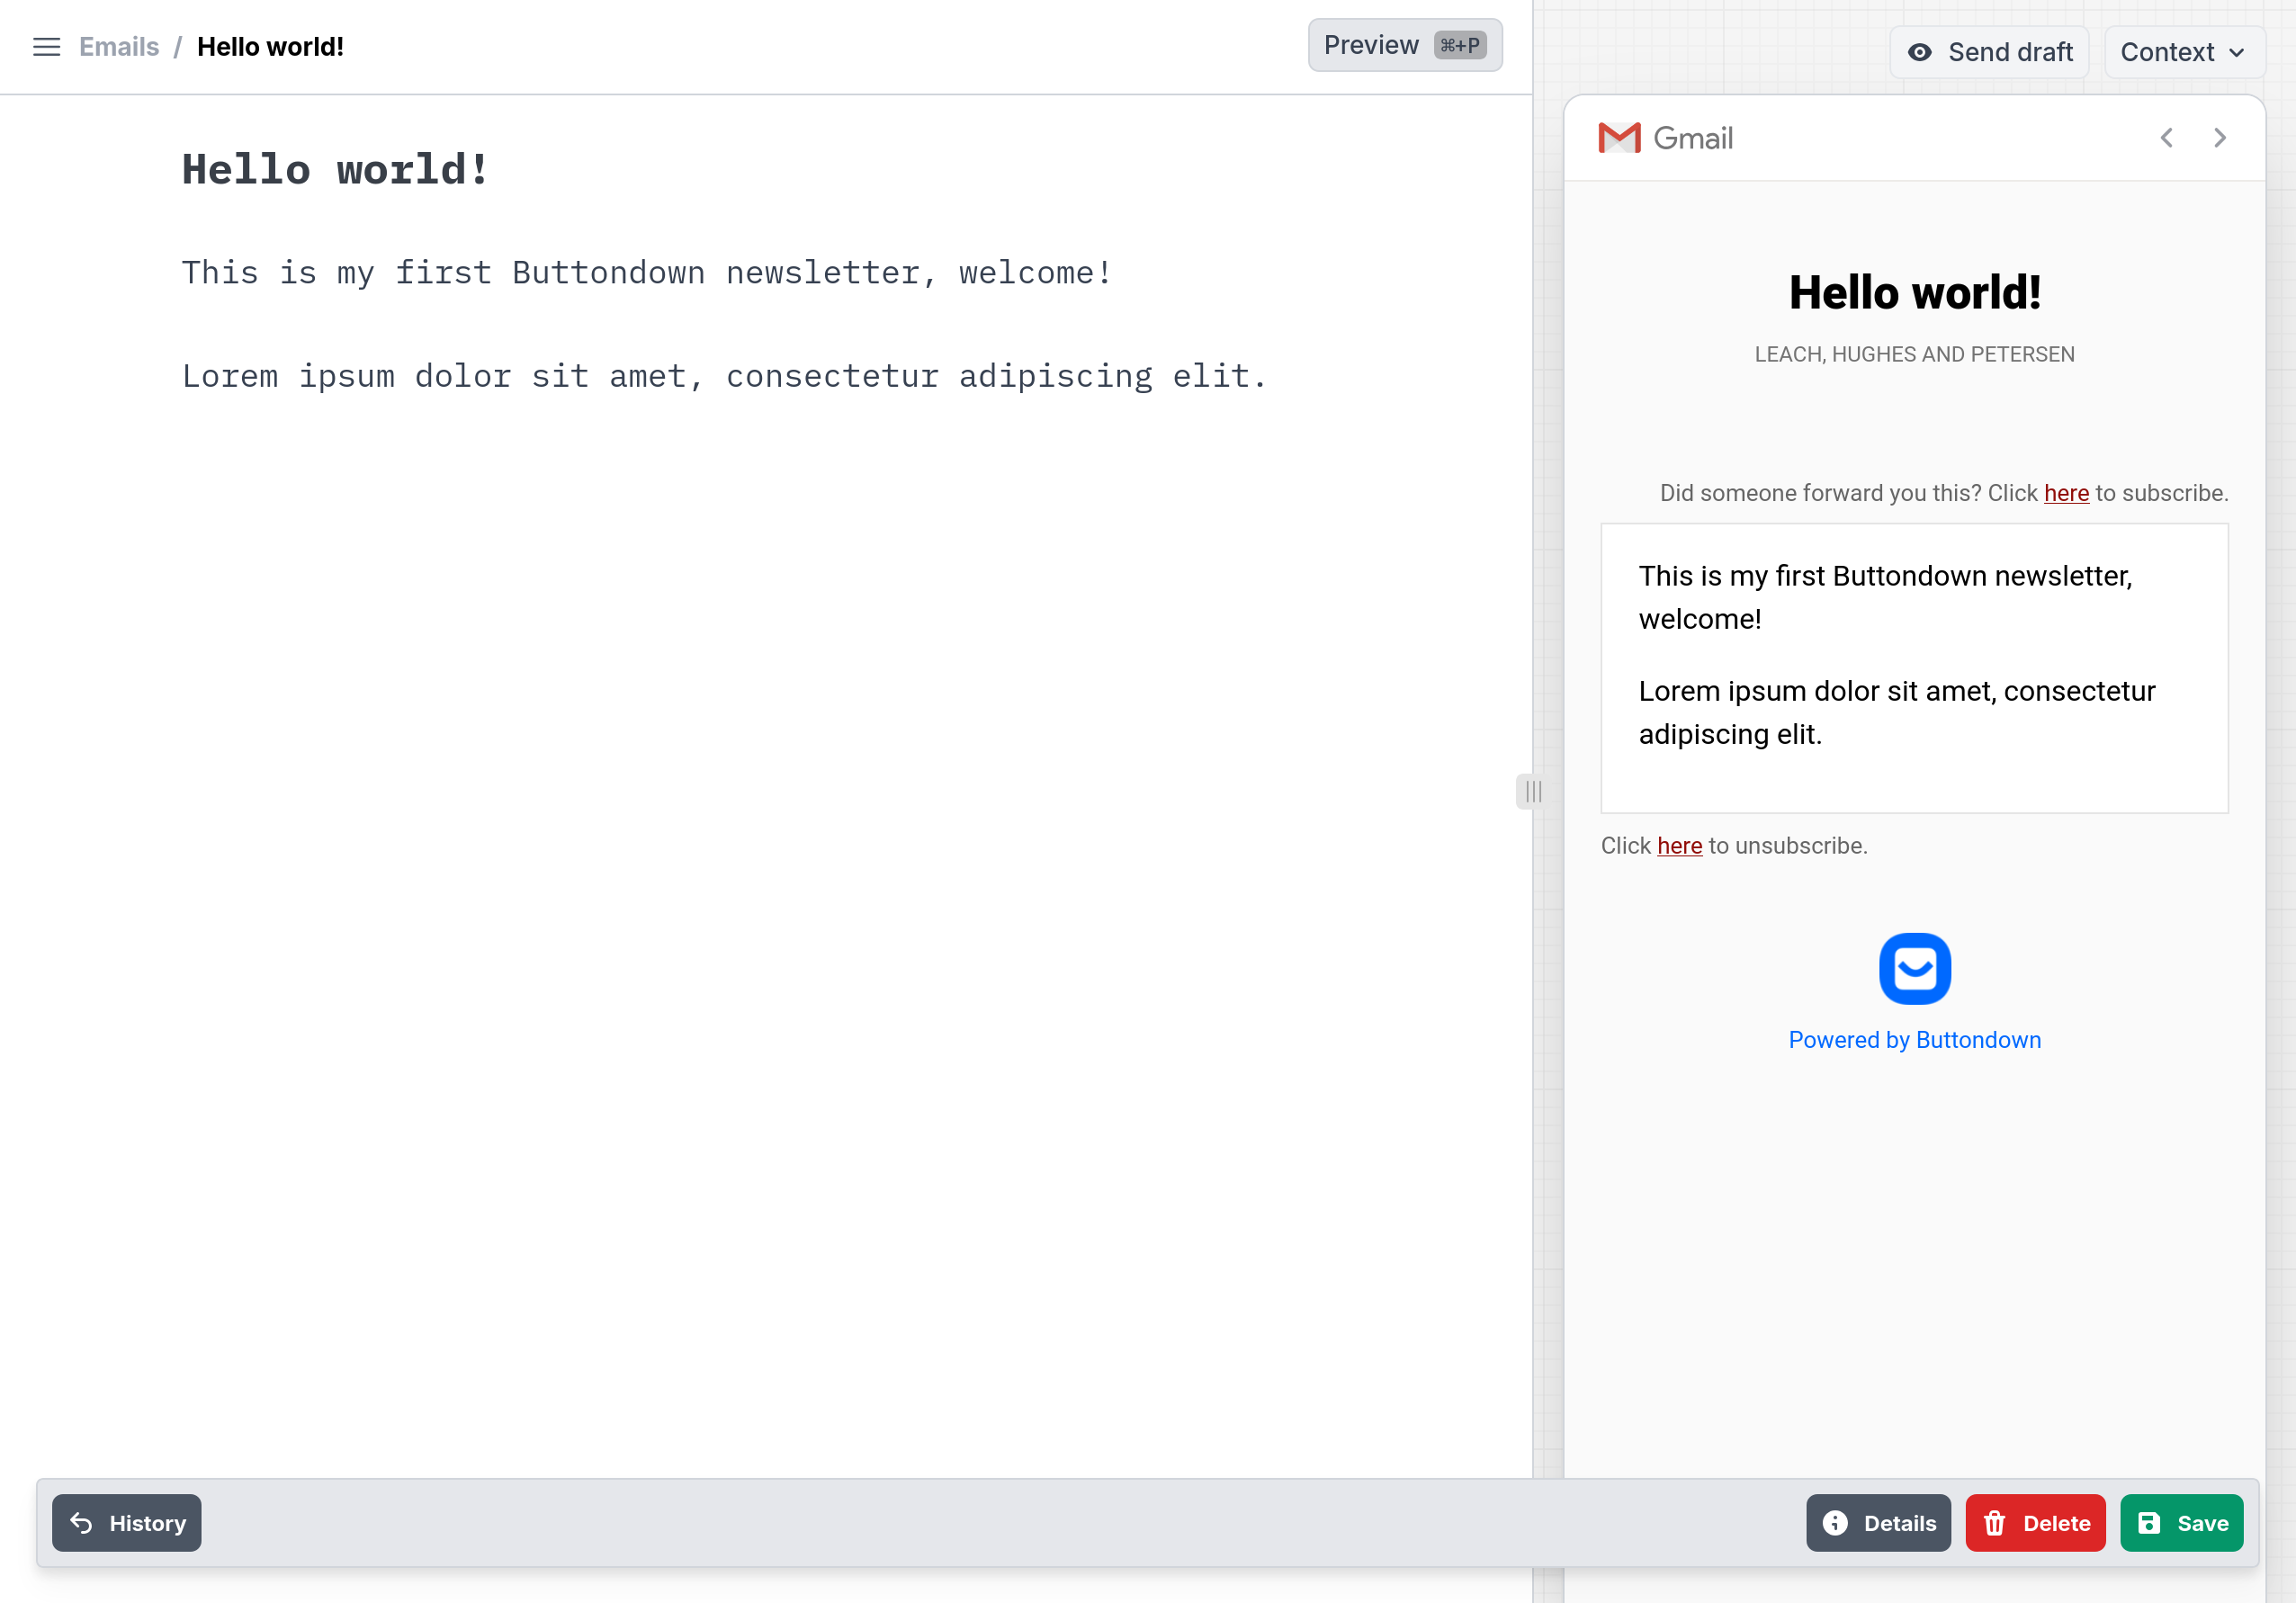 Emails / Hello world!
Preview ⌘+P
Send draft
Context
Hello world!
This is my first Buttondown newsletter, welcome!
Lorem ipsum dolor sit amet, consectetur adipiscing elit.
Gmail
Hello world!
LEACH, HUGHES AND PETERSEN
Did someone forward you this? Click here to subscribe.
This is my first Buttondown newsletter,
welcome!
Lorem ipsum dolor sit amet, consectetur
adipiscing elit.
Click here to unsubscribe.
Powered by Buttondown
History
Details
Delete
Save